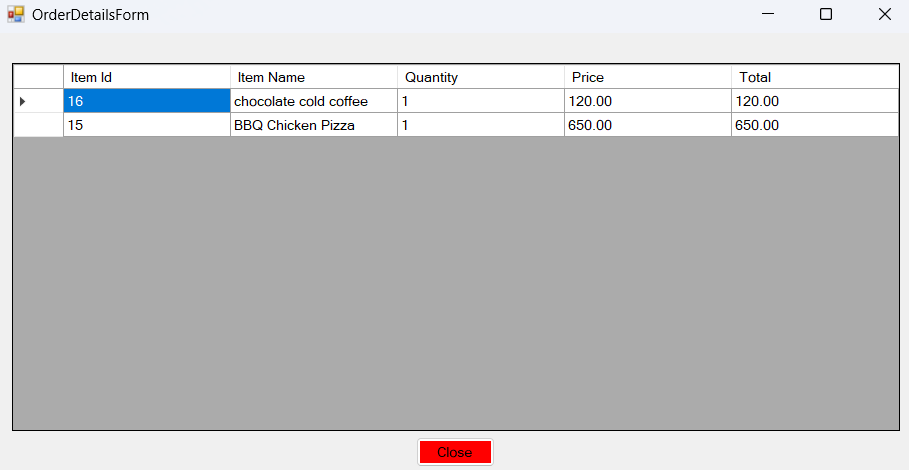 OrderDetailsForm
Item Id Item Name Quantity Price Total
16 chocolate cold coffee 1 120.00 120.00
15 BBQ Chicken Pizza 1 650.00 650.00
Close